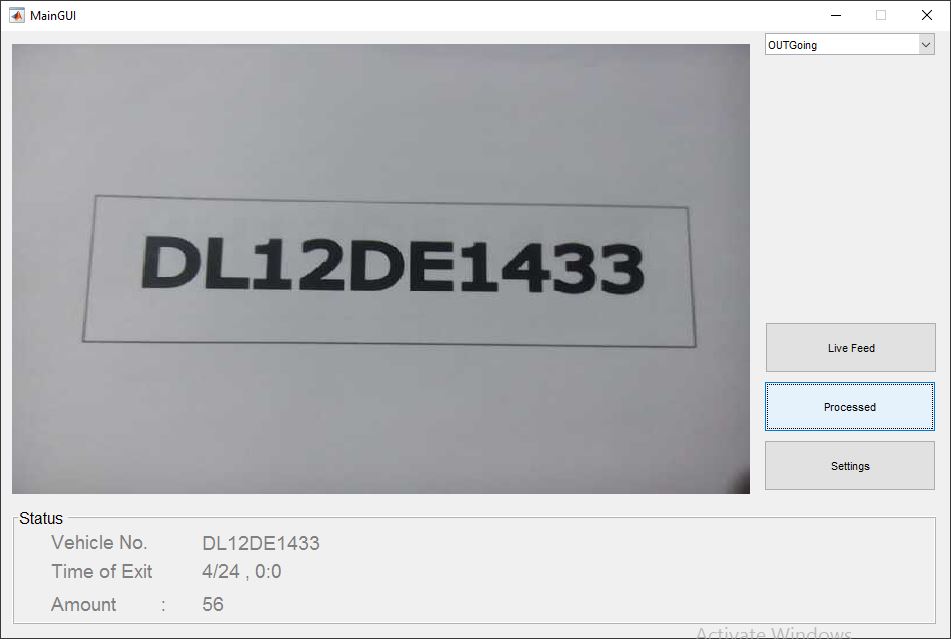 MainGUI
OUTGoing
DL12DE1433
Live Feed
Processed
Settings
Status
Vehicle No. DL12DE1433
Time of Exit 4/24 , 0:0
Amount : 56
Activate Windows